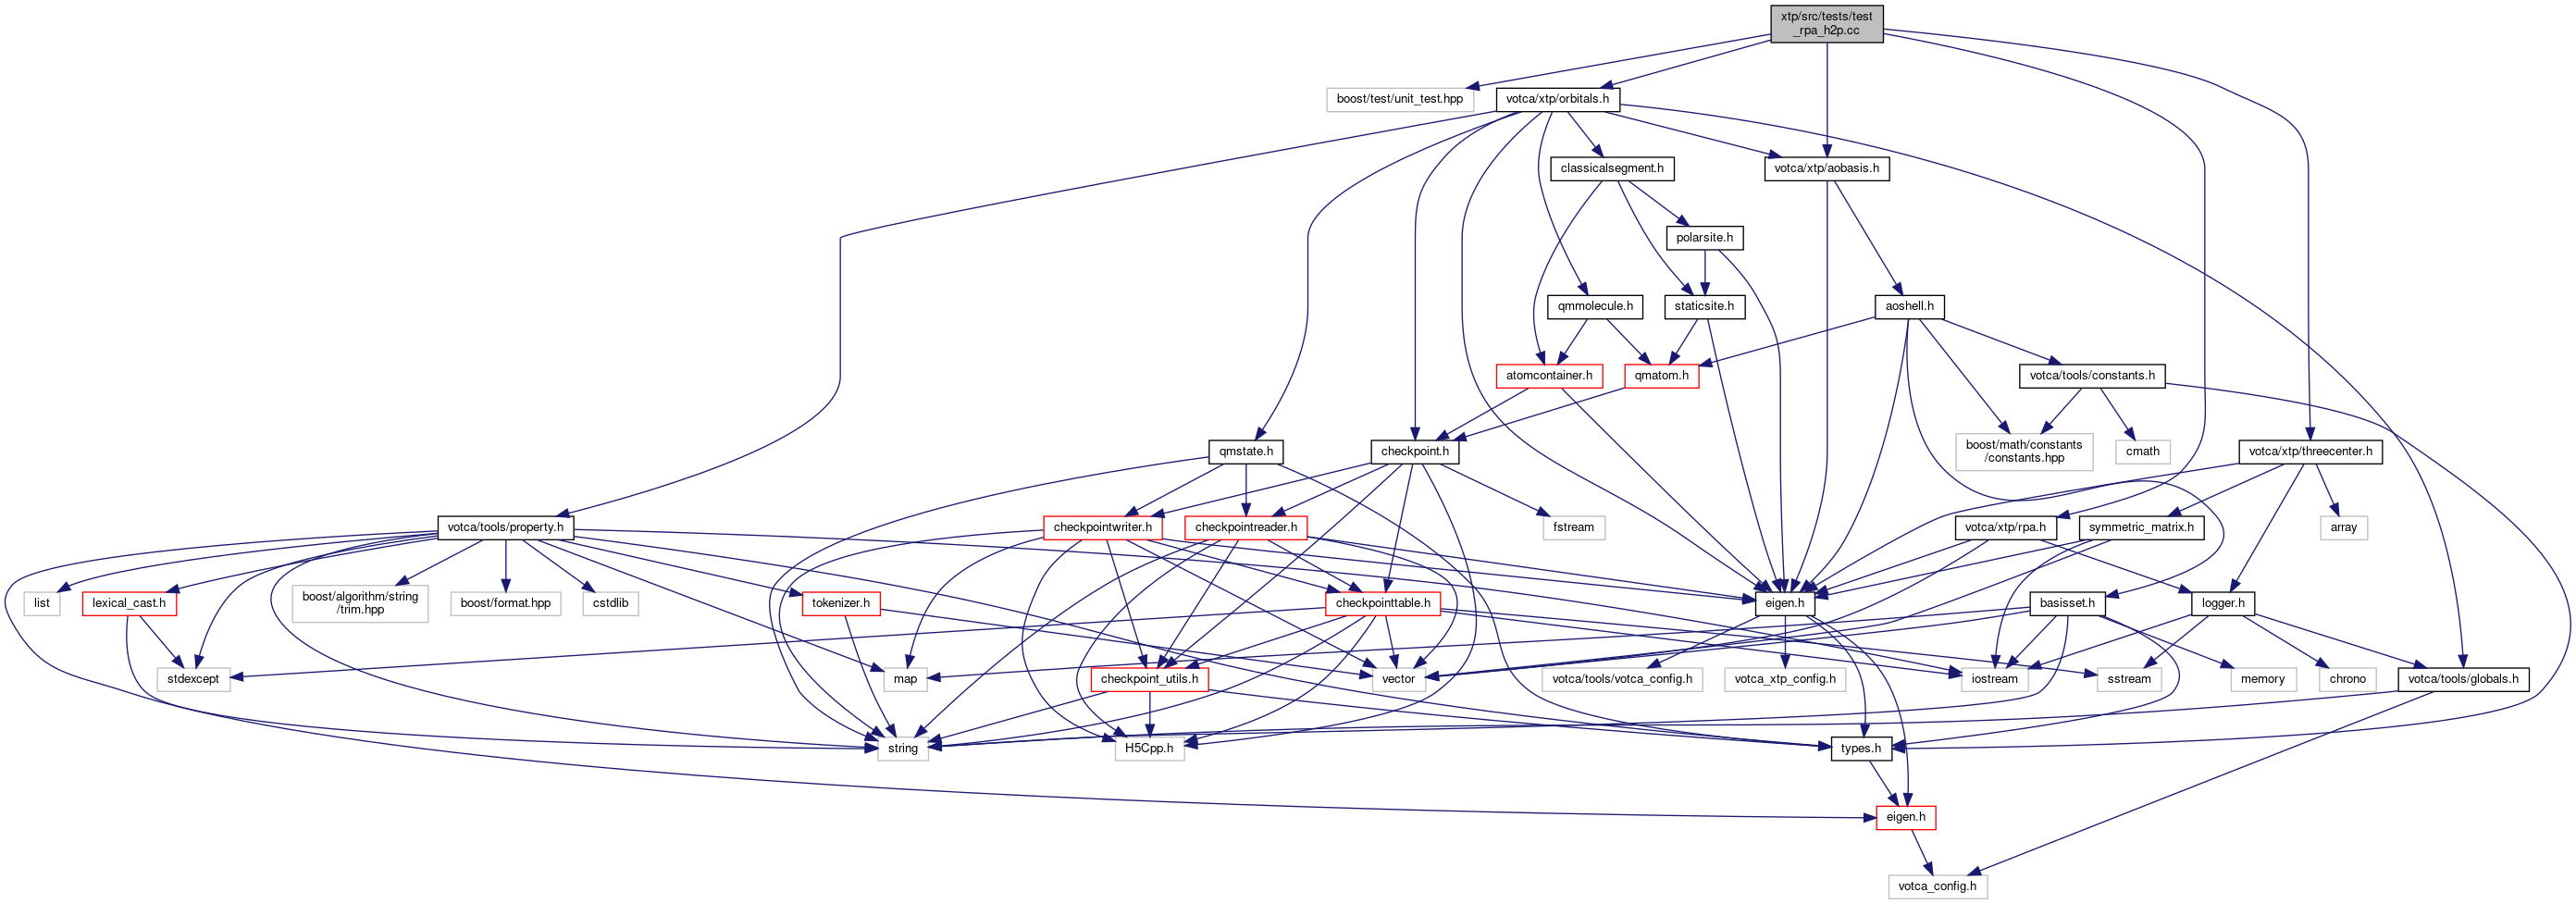 xtp/src/tests/test
_rpa_h2p.cc
boost/test/unit_test.hpp
votca/xtp/orbitals.h
classicalsegment.h
votca/xtp/aobasis.h
polarsite.h
qmmolecule.h
staticsite.h
aoshell.h
atomcontainer.h
qmatom.h
votca/tools/constants.h
qmstate.h
checkpoint.h
boost/math/constants
/constants.hpp
cmath
votca/xtp/threecenter.h
votca/tools/property.h
checkpointwriter.h
checkpointreader.h
fstream
votca/xtp/rpa.h
symmetric_matrix.h
array
list
lexical_cast.h
boost/algorithm/string
/trim.hpp
boost/format.hpp
cstdlib
tokenizer.h
checkpointtable.h
eigen.h
basisset.h
logger.h
stdexcept
map
checkpoint_utils.h
vector
votca/tools/votca_config.h
votca_xtp_config.h
iostream
sstream
memory
chrono
votca/tools/globals.h
string
H5Cpp.h
types.h
eigen.h
votca_config.h